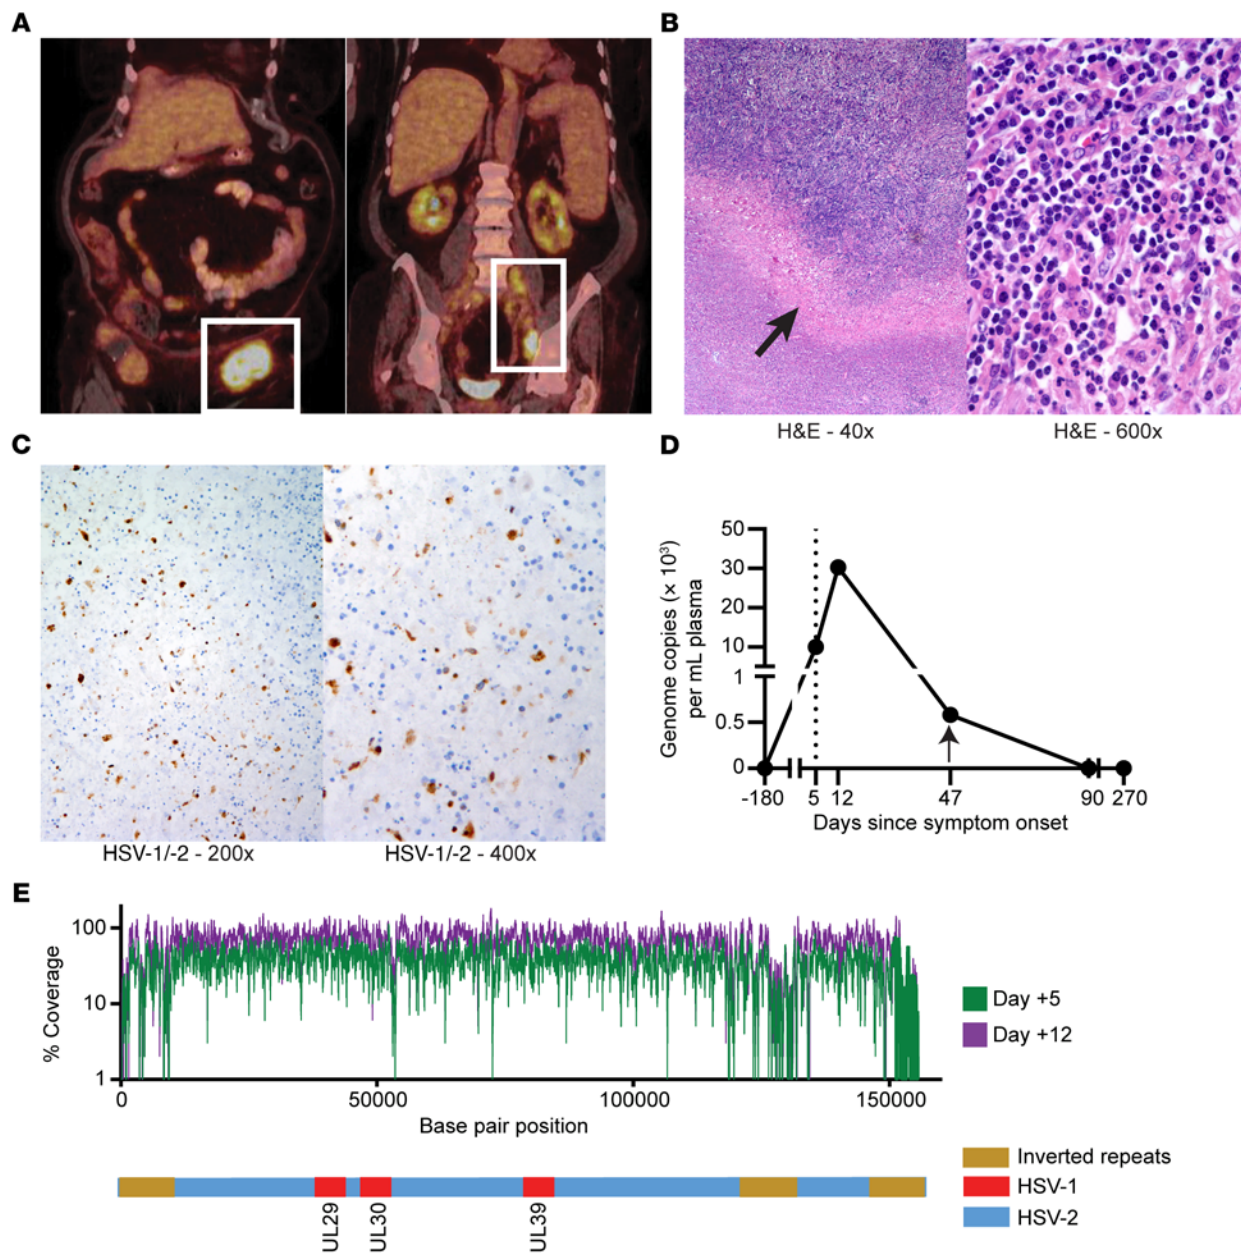 A
B
H&E - 40x
H&E - 600x
C
HSV-1/-2 - 200x
HSV-1/-2 - 400x
D
Genome copies (× 10³)
per mL plasma
50
30
20
10
1
0.5
0
-180
5
12
47
90
270
Days since symptom onset
E
% Coverage
100
10
1
0
50000
100000
150000
Base pair position
Day +5
Day +12
UL29
UL30
UL39
Inverted repeats
HSV-1
HSV-2